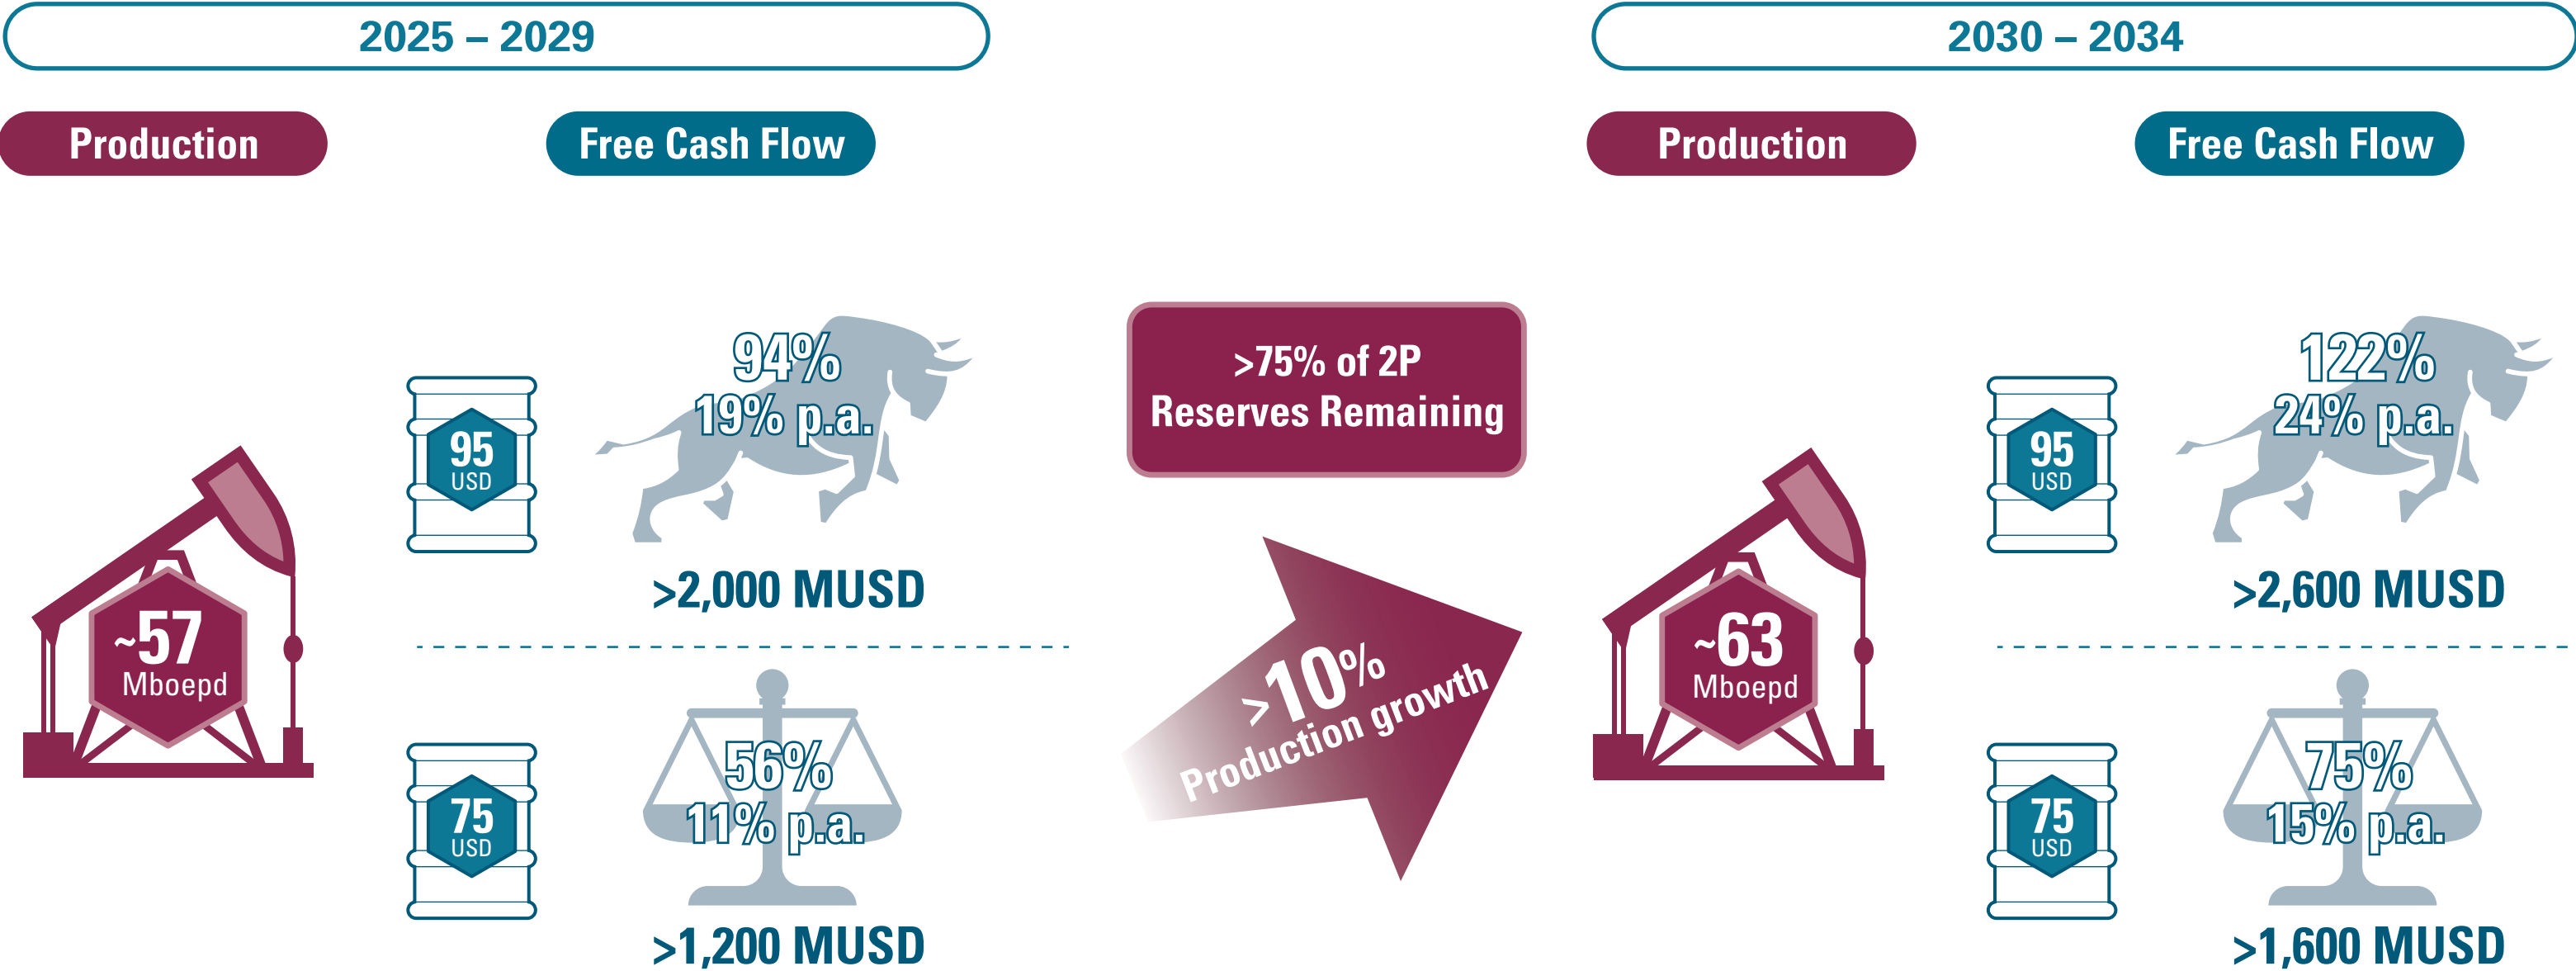 2025 – 2029
Production
Free Cash Flow
~57
Mboepd
95
USD
94%
19% p.a.
>2,000 MUSD
75
USD
56%
11% p.a.
>1,200 MUSD
>75% of 2P
Reserves Remaining
>10%
Production growth
2030 – 2034
Production
Free Cash Flow
~63
Mboepd
95
USD
122%
24% p.a.
>2,600 MUSD
75
USD
75%
15% p.a.
>1,600 MUSD